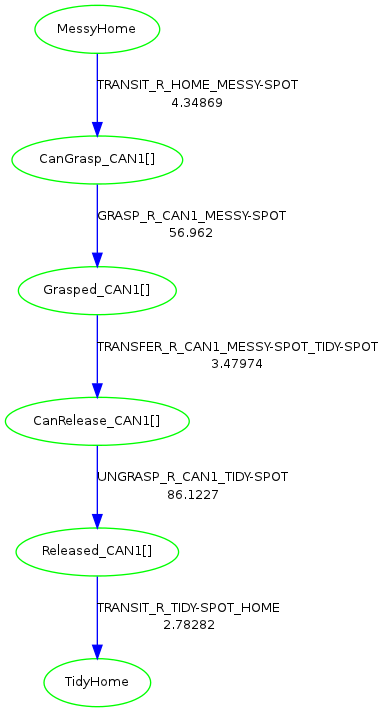 MessyHome
TRANSIT_R_HOME_MESSY-SPOT
4.34869
CanGrasp_CAN1[]
GRASP_R_CAN1_MESSY-SPOT
56.962
Grasped_CAN1[]
TRANSFER_R_CAN1_MESSY-SPOT_TIDY-SPOT
3.47974
CanRelease_CAN1[]
UNGRASP_R_CAN1_TIDY-SPOT
86.1227
Released_CAN1[]
TRANSIT_R_TIDY-SPOT_HOME
2.78282
TidyHome